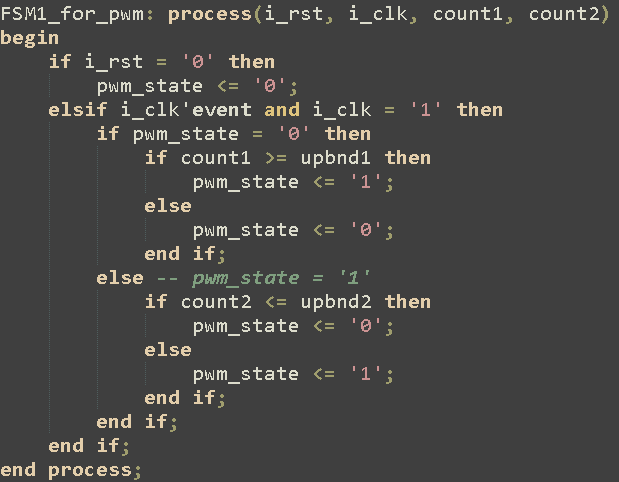 FSM1_for_pwm: process(i_rst, i_clk, count1, count2)
begin
    if i_rst = '0' then
        pwm_state <= '0';
    elsif i_clk'event and i_clk = '1' then
        if pwm_state = '0' then
            if count1 >= upbnd1 then
                pwm_state <= '1';
            else
                pwm_state <= '0';
            end if;
        else -- pwm_state = '1'
            if count2 <= upbnd2 then
                pwm_state <= '0';
            else
                pwm_state <= '1';
            end if;
        end if;
    end if;
end process;